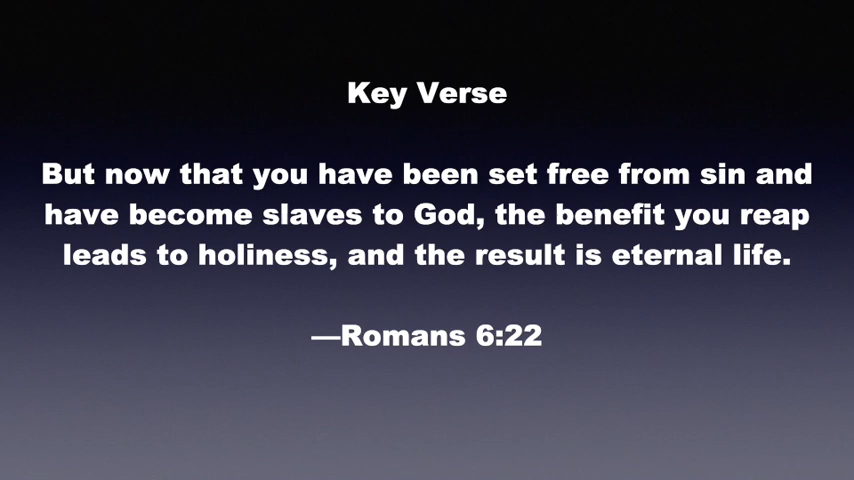 Key Verse
But now that you have been set free from sin and
have become slaves to God, the benefit you reap
leads to holiness, and the result is eternal life.
—Romans 6:22